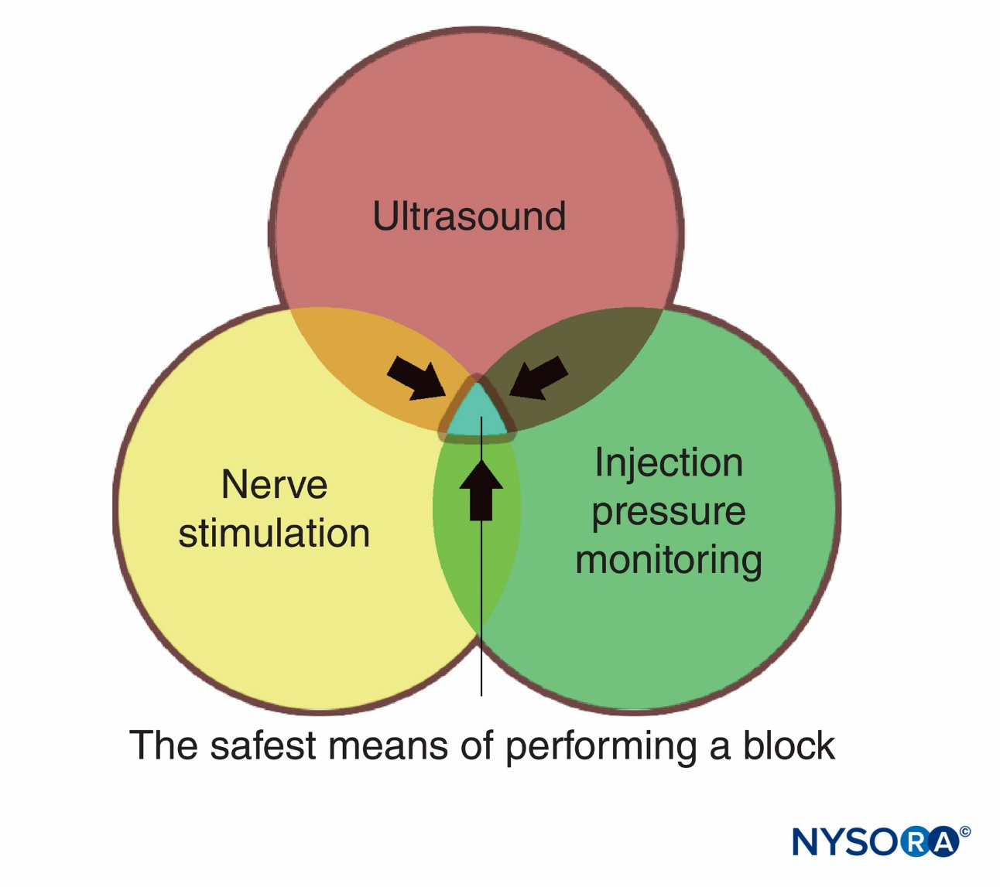 Ultrasound
Nerve
stimulation
Injection
pressure
monitoring
The safest means of performing a block
NYSORA©